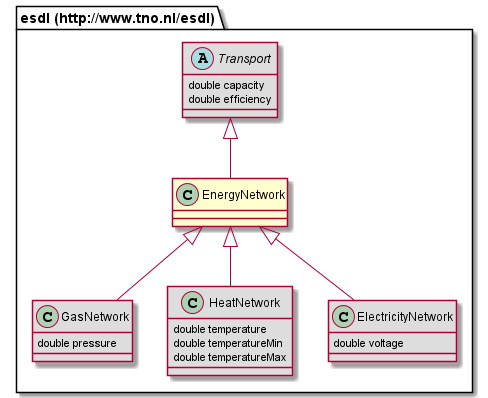 esdl (http://www.tno.nl/esdl)
A Transport
double capacity
double efficiency
C EnergyNetwork
C GasNetwork
double pressure
C HeatNetwork
double temperature
double temperatureMin
double temperatureMax
C ElectricityNetwork
double voltage